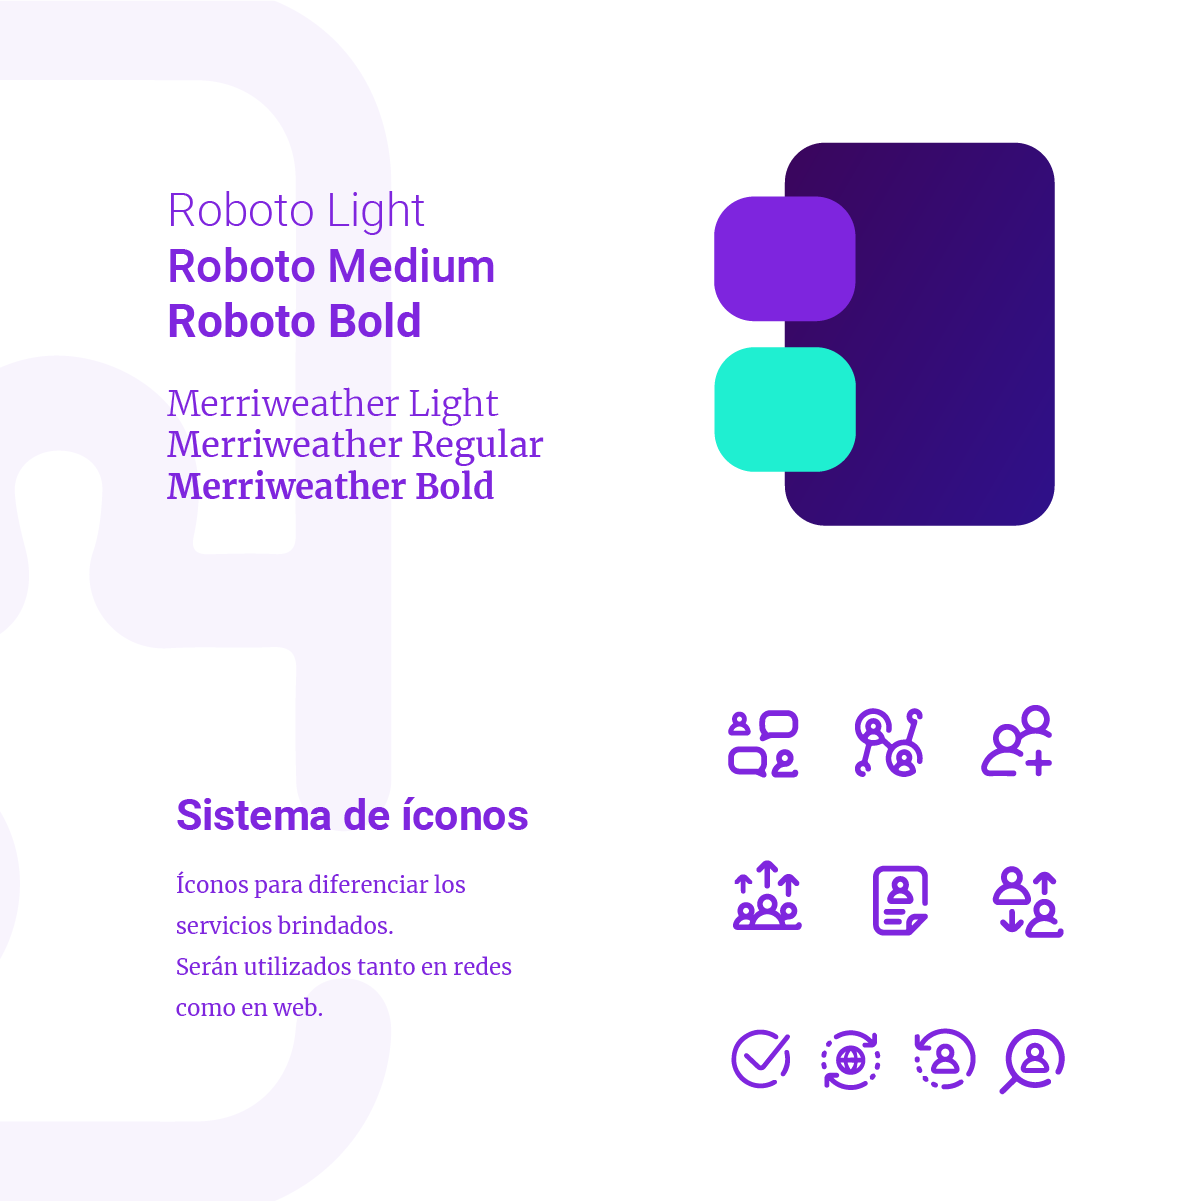 Roboto Light
Roboto Medium
Roboto Bold
Merriweather Light
Merriweather Regular
Merriweather Bold
Sistema de íconos
Íconos para diferenciar los
servicios brindados.
Serán utilizados tanto en redes
como en web.